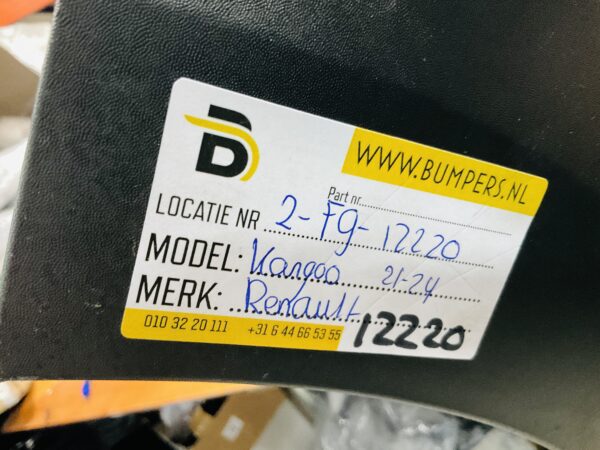 B
WWW.BUMPERS.NL
Part nr
LOCATIE NR 2-F9-12220
MODEL: Kangoo 21-24
MERK: Renault
010 32 20 111 +31 6 44 66 53 55 12220